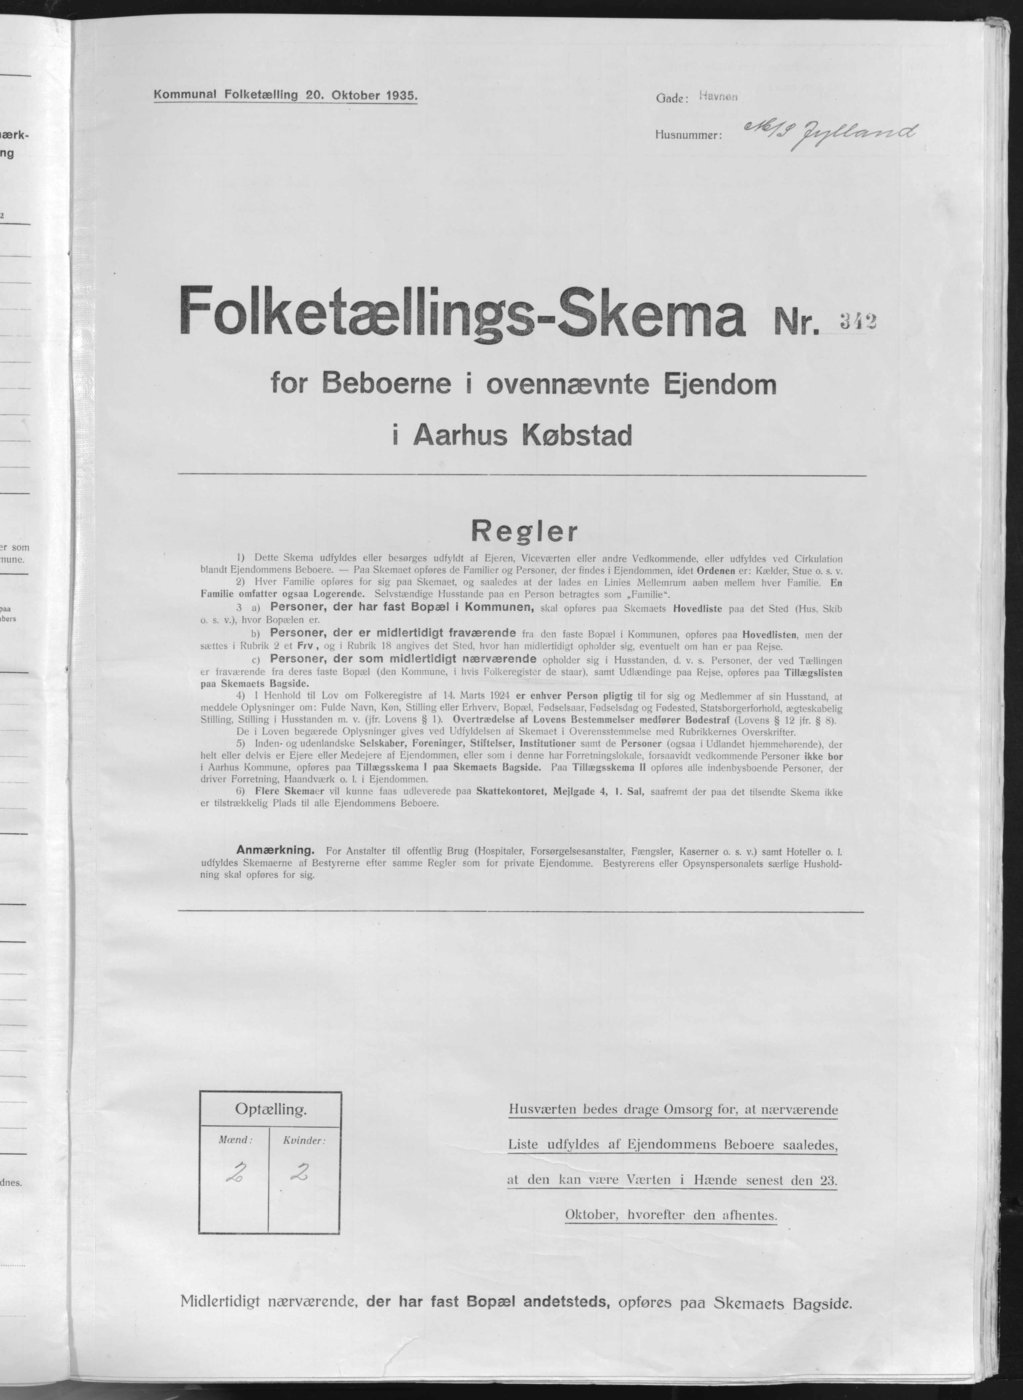 Kommunal Folketælling 20. Oktober 1935.
Gade: Havnen
Husnummer: M/S Jylland
Folketællings-Skema Nr. 342
for Beboerne i ovennævnte Ejendom
i Aarhus Købstad
Regler
1) Dette Skema udfyldes eller besørges udfyldt af Ejeren, Viceværten eller andre Vedkommende, eller udfyldes ved Cirkulation
blandt Ejendommens Beboere. — Paa Skemaet opføres de Familier og Personer, der findes i Ejendommen, idet Ordenen er: Kælder, Stue o. s. v.
2) Hver Familie opføres for sig paa Skemaet, og saaledes at der lades en Linies Mellemrum aaben mellem hver Familie. En
Familie omfatter ogsaa Logerende. Selvstændige Husstande paa en Person betragtes som „Familie“.
3 a) Personer, der har fast Bopæl i Kommunen, skal opføres paa Skemaets Hovedliste paa det Sted (Hus, Skib
o. s. v.), hvor Bopælen er.
b) Personer, der er midlertidigt fraværende fra den faste Bopæl i Kommunen, opføres paa Hovedlisten, men der
sættes i Rubrik 2 et Frv, og i Rubrik 18 angives det Sted, hvor han midlertidigt opholder sig, eventuelt om han er paa Rejse.
c) Personer, der som midlertidigt nærværende opholder sig i Husstanden, d. v. s. Personer, der ved Tællingen
er fraværende fra deres faste Bopæl (den Kommune, i hvis Folkeregister de staar), samt Udlændinge paa Rejse, opføres paa Tillægslisten
paa Skemaets Bagside.
4) I Henhold til Lov om Folkeregistre af 14. Marts 1924 er enhver Person pligtig til for sig og Medlemmer af sin Husstand, at
meddele Oplysninger om: Fulde Navn, Køn, Stilling eller Erhverv, Bopæl, Fødselsaar, Fødselsdag og Fødested, Statsborgerforhold, ægteskabelig
Stilling, Stilling i Husstanden m. v. (jfr. Lovens § 1). Overtrædelse af Lovens Bestemmelser medfører Bødestraf (Lovens § 12 jfr. § 8).
De i Loven begærede Oplysninger gives ved Udfyldelsen af Skemaet i Overensstemmelse med Rubrikkernes Overskrifter.
5) Inden- og udenlandske Selskaber, Foreninger, Stiftelser, Institutioner samt de Personer (ogsaa i Udlandet hjemmehørende), der
helt eller delvis er Ejere eller Medejere af Ejendommen, eller som i denne har Forretningslokale, forsaavidt vedkommende Personer ikke bor
i Aarhus Kommune, opføres paa Tillægsskema I paa Skemaets Bagside. Paa Tillægsskema II opføres alle indenbysboende Personer, der
driver Forretning, Haandværk o. l. i Ejendommen.
6) Flere Skemaer vil kunne faas udleverede paa Skattekontoret, Mejlgade 4, 1. Sal, saafremt der paa det tilsendte Skema ikke
er tilstrækkelig Plads til alle Ejendommens Beboere.
Anmærkning. For Anstalter til offentlig Brug (Hospitaler, Forsørgelsesanstalter, Fængsler, Kaserner o. s. v.) samt Hoteller o. l.
udfyldes Skemaerne af Bestyrerne efter samme Regler som for private Ejendomme. Bestyrerens eller Opsynspersonalets særlige Hushold-
ning skal opføres for sig.
Optælling.
Mænd: Kvinder:
2 2
Husværten bedes drage Omsorg for, at nærværende
Liste udfyldes af Ejendommens Beboere saaledes,
at den kan være Værten i Hænde senest den 23.
Oktober, hvorefter den afhentes.
Midlertidigt nærværende, der har fast Bopæl andetsteds, opføres paa Skemaets Bagside.